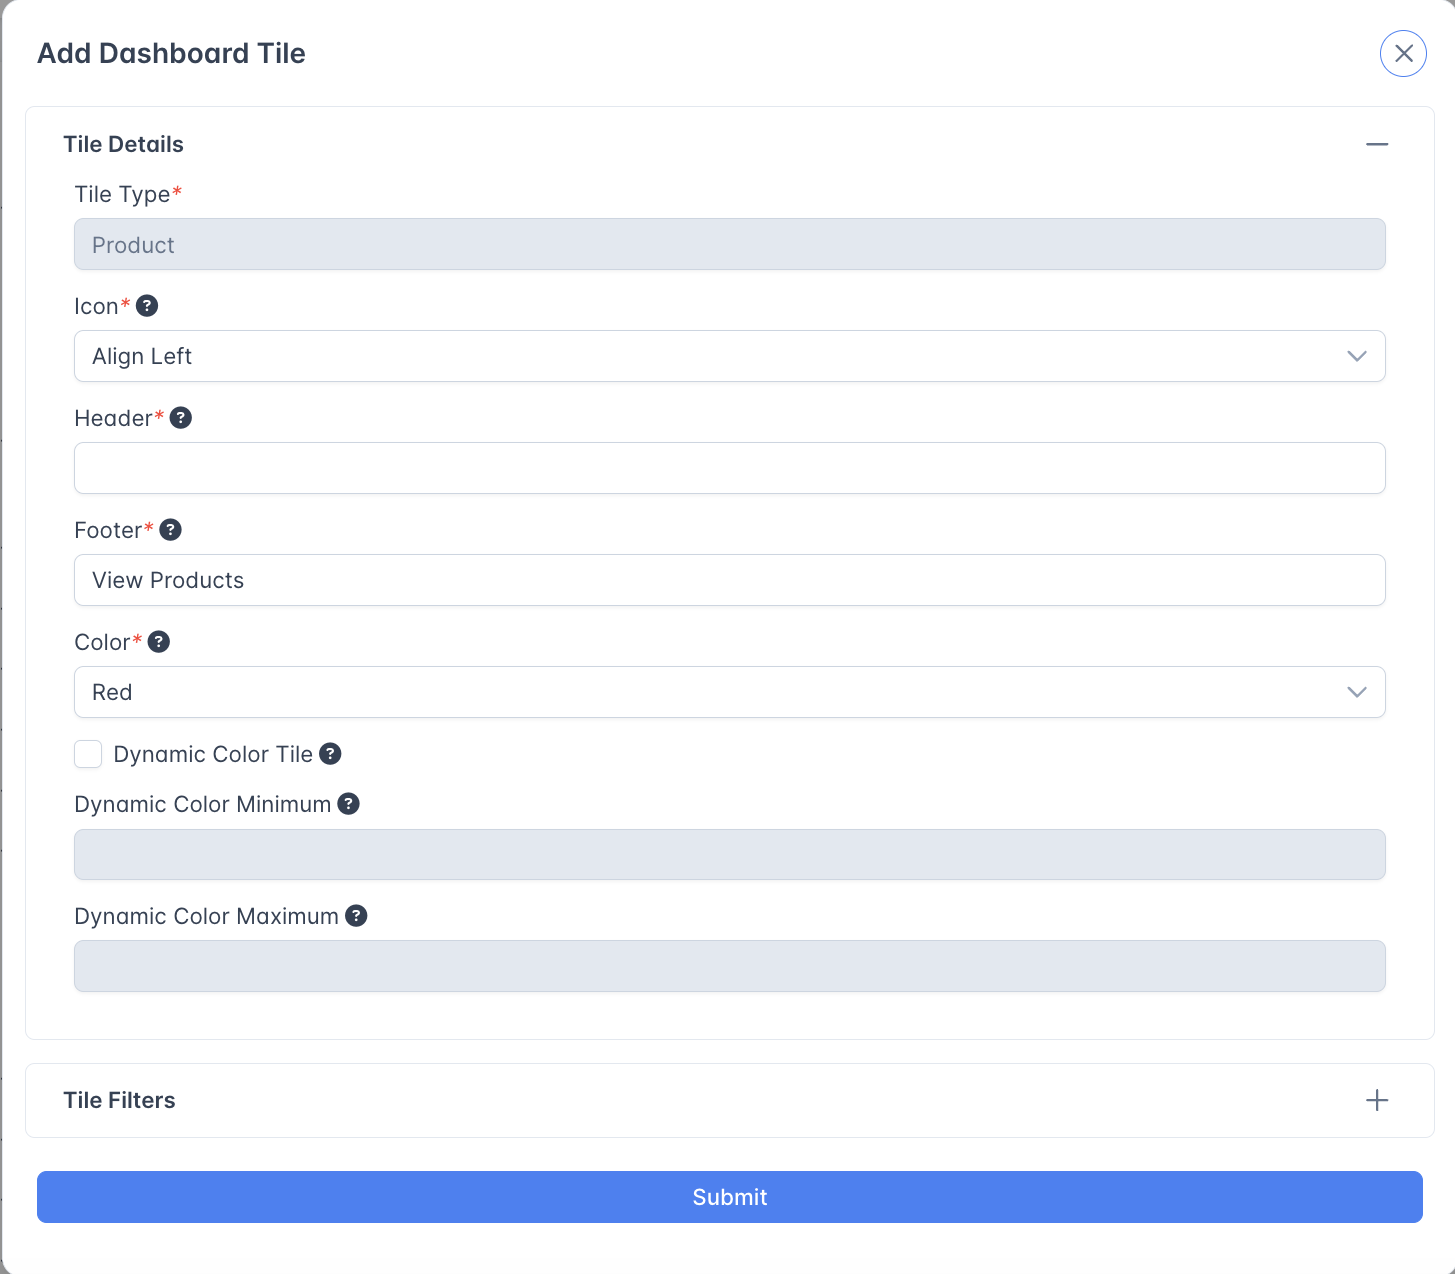 Add Dashboard Tile
Tile Details
Tile Type*
Product
Icon* ?
Align Left
Header* ?
Footer* ?
View Products
Color* ?
Red
Dynamic Color Tile ?
Dynamic Color Minimum ?
Dynamic Color Maximum ?
Tile Filters
Submit